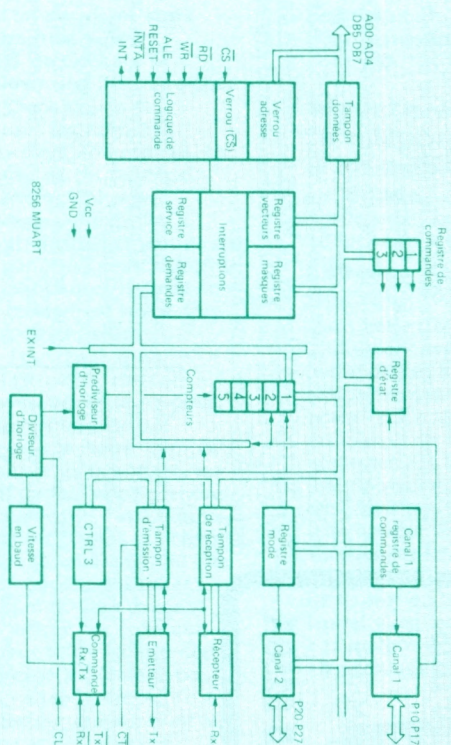 AD0 AD4
DB5 DB7
Tampon
données
Registre de
commandes
1
2
3
Registre
d'état
Canal 1
registre de
commandes
Canal 1
P10 P17
CS
RD
WR
ALE
RESET
INTA
INT
Verrou
adresse
Verrou (CS)
Logique de
commande
Registre
vecteurs
Registre
masques
Interruptions
Registre
service
Registre
demandes
1
2
3
4
5
Compteurs
Registre
mode
Canal 2
P20 P27
Tampon
de réception
Récepteur
Rx
Tampon
d'émission
Emetteur
Tx
CTRL 3
Commande
Rx/Tx
EXINT
Prédiviseur
d'horloge
Diviseur
d'horloge
Vitesse
en baud
Vcc
GND
8256 MUART